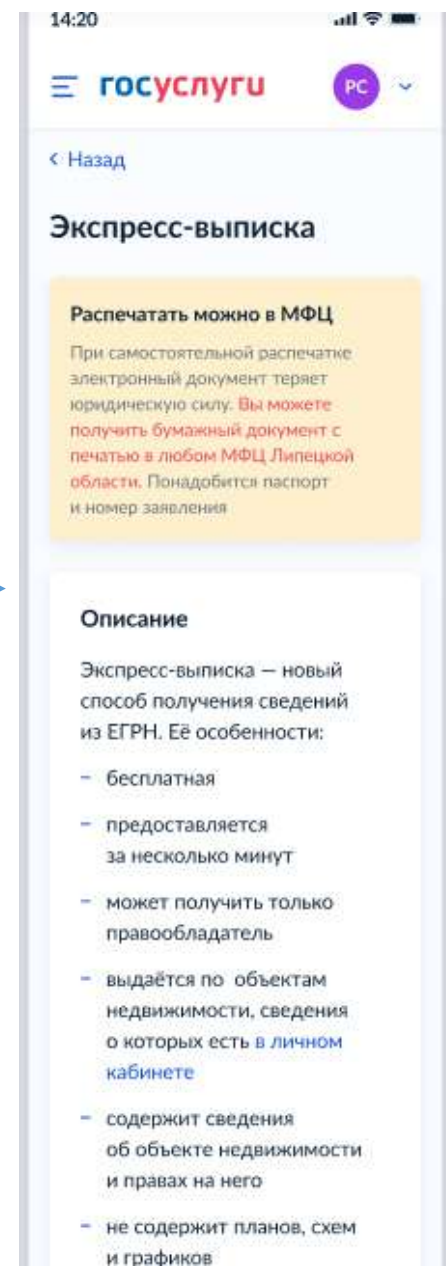 14:20
госуслуги
РС
Назад
Экспресс-выписка
Распечатать можно в МФЦ
При самостоятельной распечатке
электронный документ теряет
юридическую силу. Вы можете
получить бумажный документ с
печатью в любом МФЦ Липецкой
области. Понадобится паспорт
и номер заявления
Описание
Экспресс-выписка — новый
способ получения сведений
из ЕГРН. Её особенности:
– бесплатная
– предоставляется
за несколько минут
– может получить только
правообладатель
– выдаётся по объектам
недвижимости, сведения
о которых есть в личном
кабинете
– содержит сведения
об объекте недвижимости
и правах на него
– не содержит планов, схем
и графиков